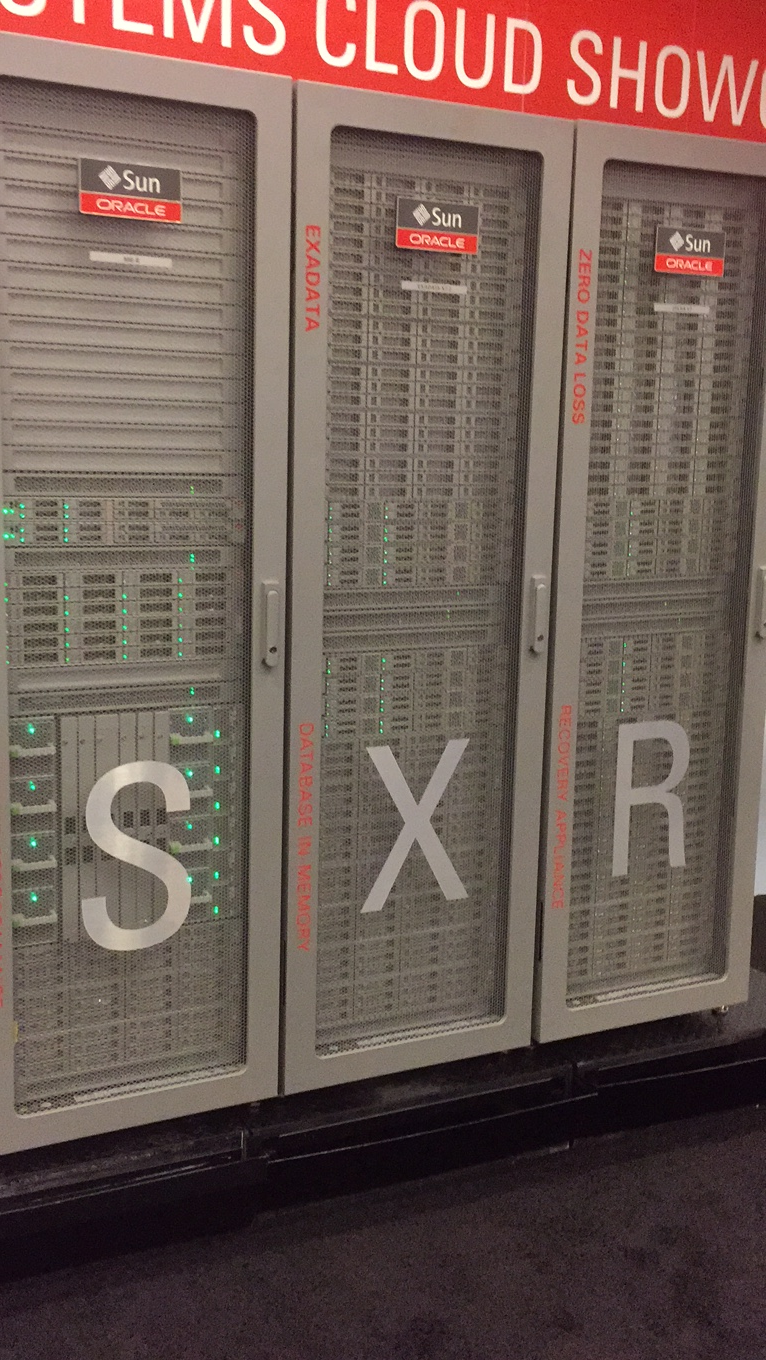 STEMS CLOUD SHOW
Sun
ORACLE
S
EXADATA
DATABASE IN-MEMORY
Sun
ORACLE
X
ZERO DATA LOSS
RECOVERY APPLIANCE
Sun
ORACLE
R